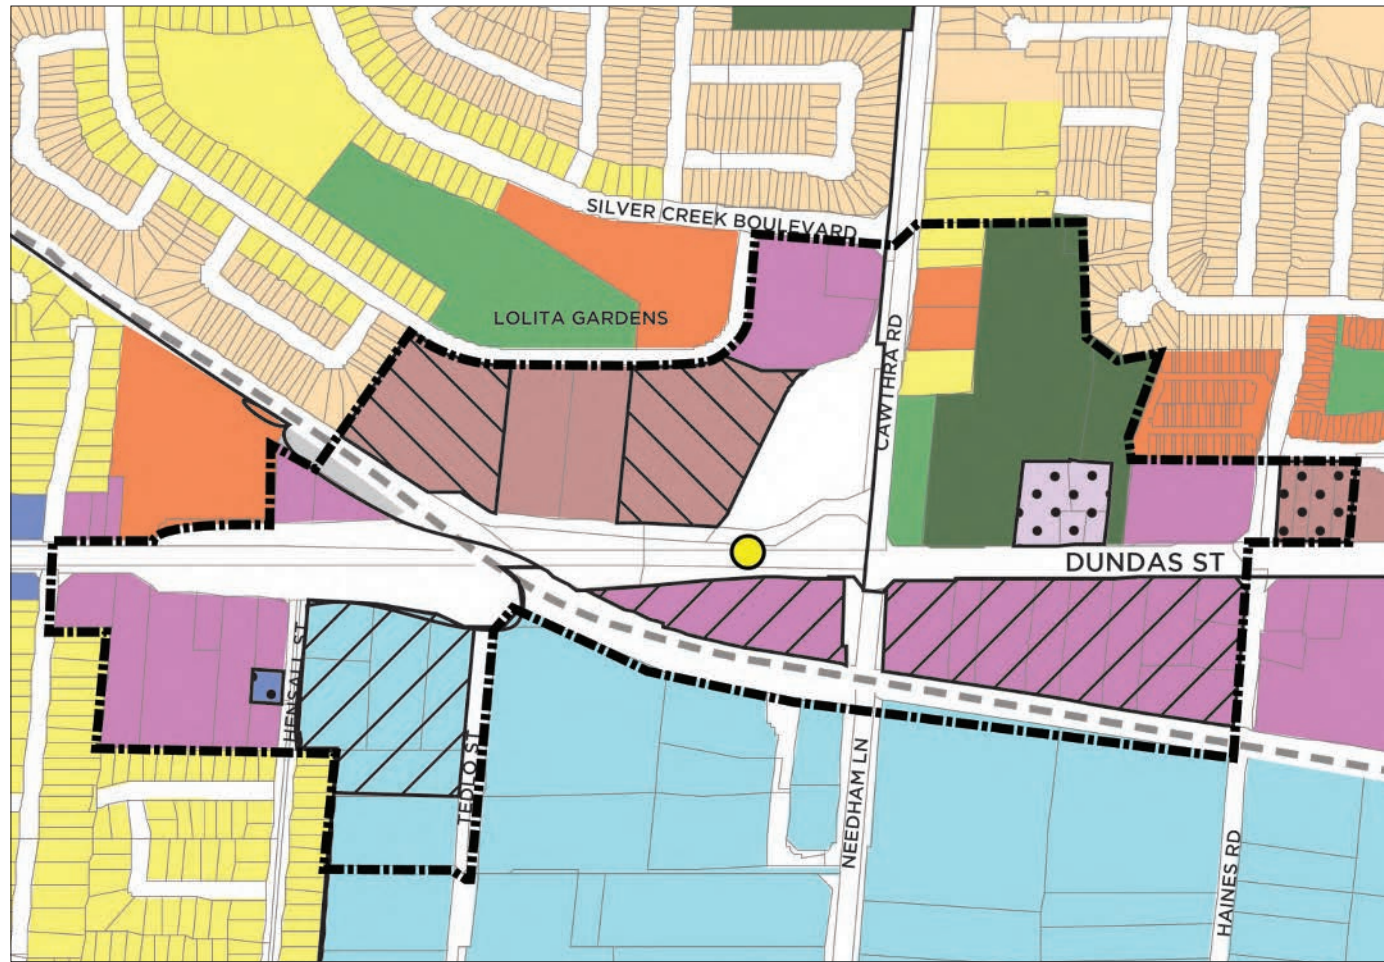 SILVER CREEK BOULEVARD
LOLITA GARDENS
CAWTHRA RD
DUNDAS ST
HENSALL ST
TEDLO ST
NEEDHAM LN
HAINES RD